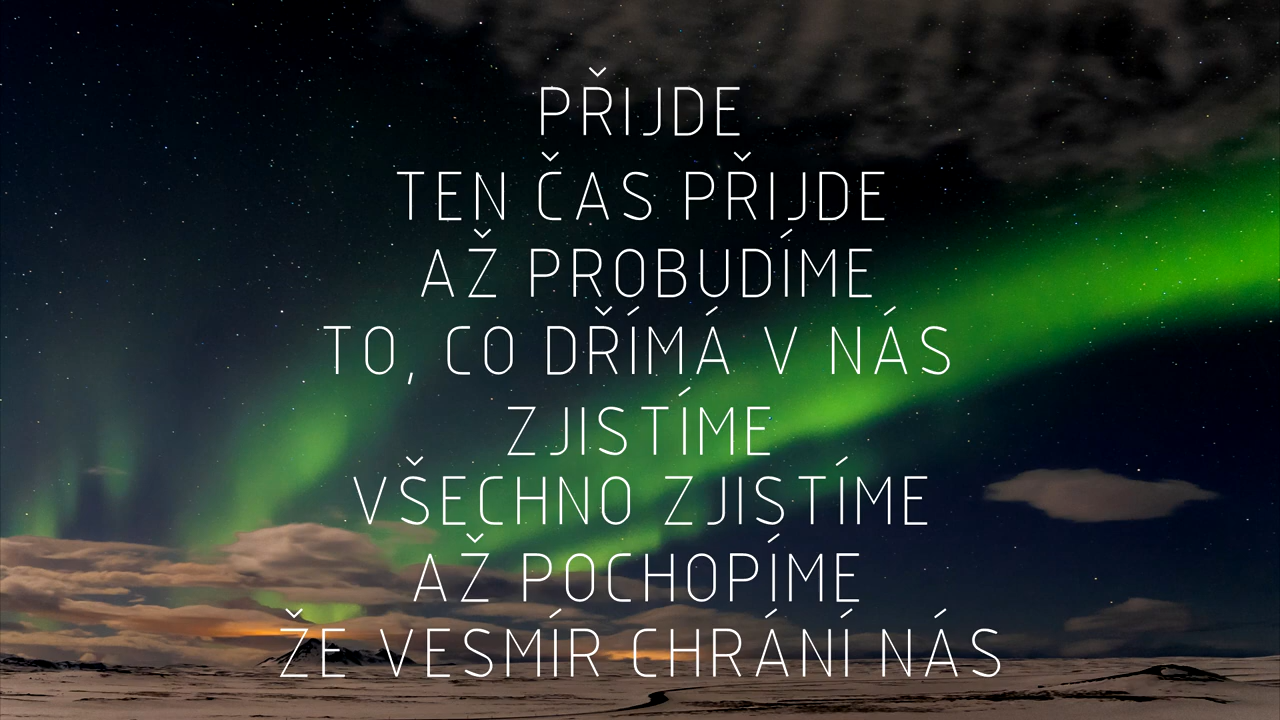 PŘIJDE
TEN ČAS PŘIJDE
AŽ PROBUDÍME
TO, CO DŘÍMÁ V NÁS
ZJISTÍME
VŠECHNO ZJISTÍME
AŽ POCHOPÍME
ŽE VESMÍR CHRÁNÍ NÁS